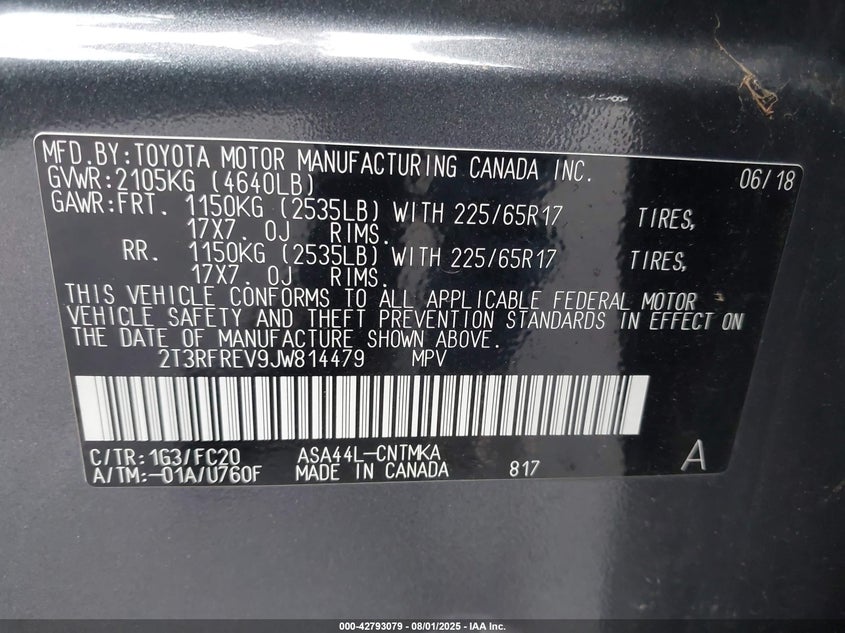 MFD.BY:TOYOTA MOTOR MANUFACTURING CANADA INC. 06/18
GVWR:2105KG (4640LB)
GAWR:FRT. 1150KG (2535LB) WITH 225/65R17 TIRES,
17X7. 0J RIMS.
RR. 1150KG (2535LB) WITH 225/65R17 TIRES,
17X7. 0J RIMS.
THIS VEHICLE CONFORMS TO ALL APPLICABLE FEDERAL MOTOR
VEHICLE SAFETY AND THEFT PREVENTION STANDARDS IN EFFECT ON
THE DATE OF MANUFACTURE SHOWN ABOVE.
2T3RFREV9JW814479 MPV
C/TR:1G3/FC20 ASA44L-CNTMKA
A/TM:-01A/U760F MADE IN CANADA 817 A
000-42793079 - 08/01/2025 - IAA Inc.